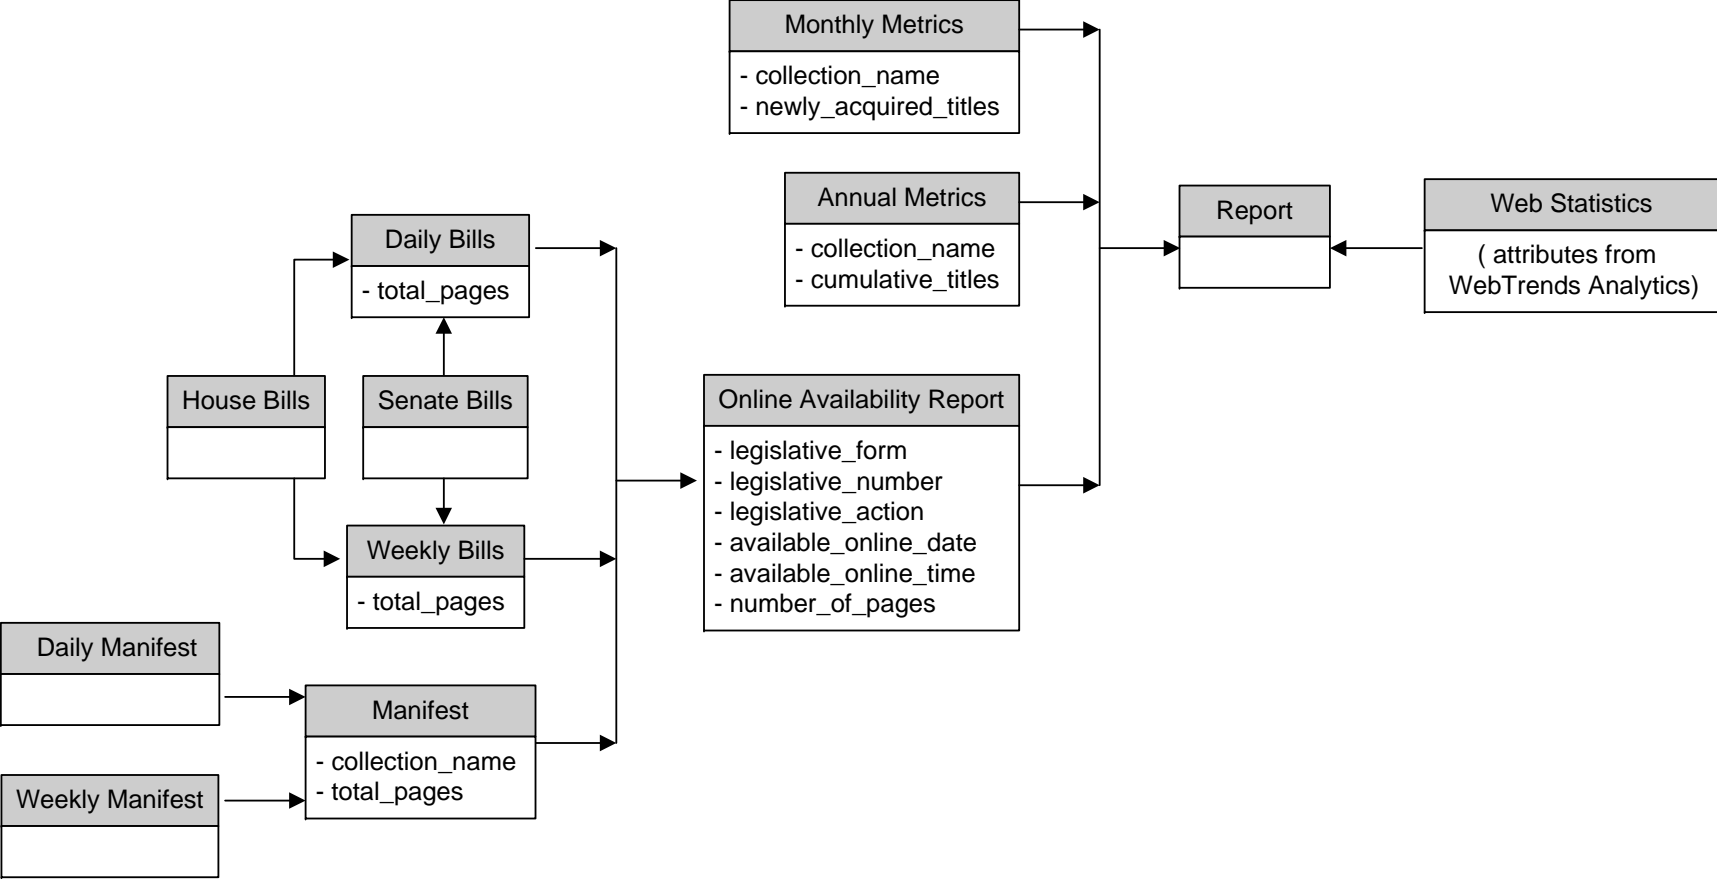 Monthly Metrics
- collection_name
- newly_acquired_titles
Annual Metrics
- collection_name
- cumulative_titles
Report
Web Statistics
( attributes from
WebTrends Analytics)
Daily Bills
- total_pages
House Bills
Senate Bills
Online Availability Report
- legislative_form
- legislative_number
- legislative_action
- available_online_date
- available_online_time
- number_of_pages
Weekly Bills
- total_pages
Daily Manifest
Manifest
- collection_name
- total_pages
Weekly Manifest